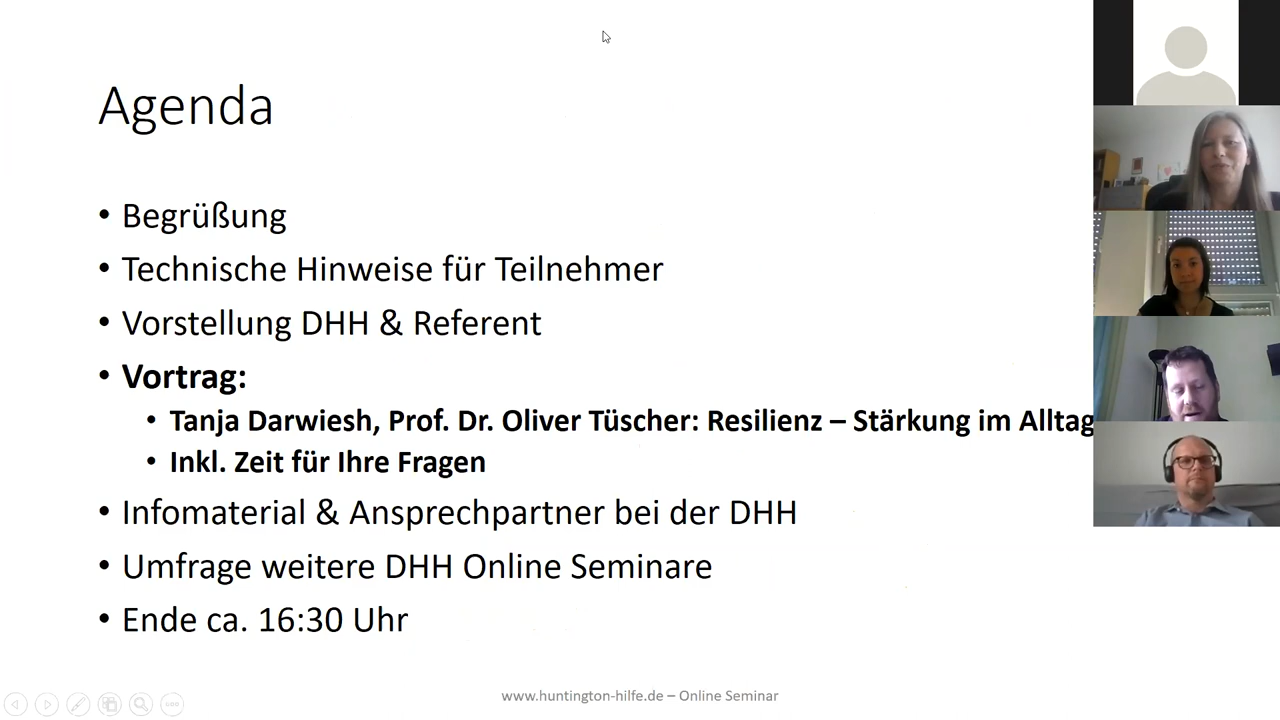 Agenda
• Begrüßung
• Technische Hinweise für Teilnehmer
• Vorstellung DHH & Referent
• Vortrag:
• Tanja Darwiesh, Prof. Dr. Oliver Tüscher: Resilienz – Stärkung im Alltag
• Inkl. Zeit für Ihre Fragen
• Infomaterial & Ansprechpartner bei der DHH
• Umfrage weitere DHH Online Seminare
• Ende ca. 16:30 Uhr
www.huntington-hilfe.de – Online Seminar